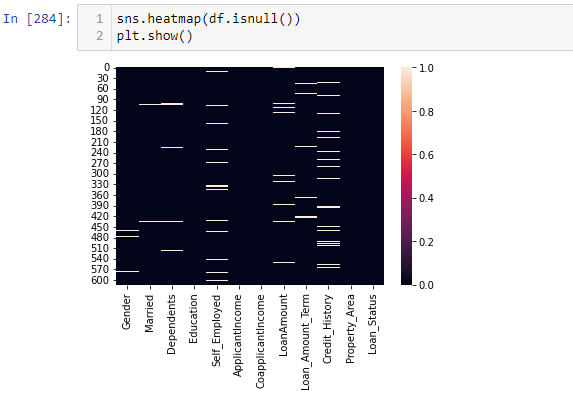 In [284]:
1 sns.heatmap(df.isnull())
2 plt.show()
0
30
60
90
120
150
180
210
240
270
300
330
360
390
420
450
480
510
540
570
600
1.0
0.8
0.6
0.4
0.2
0.0
Gender
Married
Dependents
Education
Self_Employed
ApplicantIncome
CoapplicantIncome
LoanAmount
Loan_Amount_Term
Credit_History
Property_Area
Loan_Status